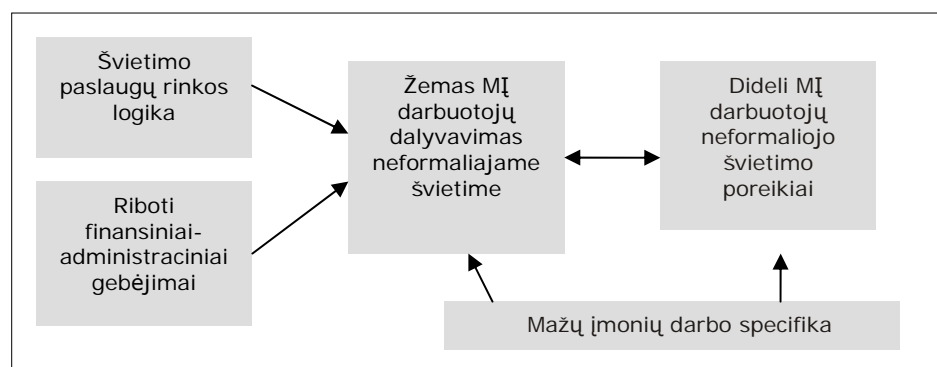 Švietimo
paslaugų rinkos
logika
Riboti
finansiniai-
administraciniai
gebėjimai
Žemas MĮ
darbuotojų
dalyvavimas
neformaliajame
švietime
Dideli MĮ
darbuotojų
neformaliojo
švietimo
poreikiai
Mažų įmonių darbo specifika